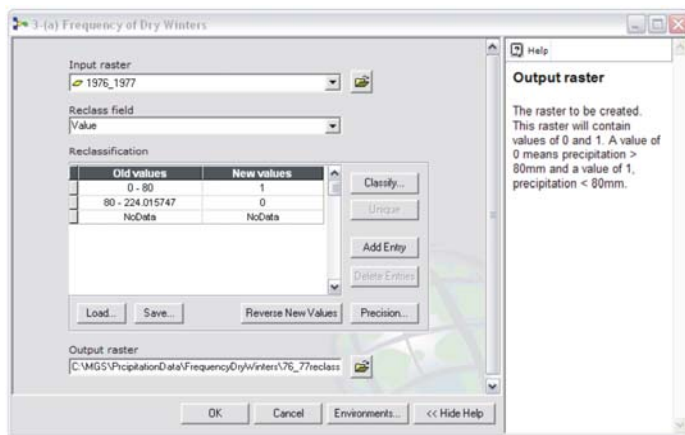 3-(a) Frequency of Dry Winters
Input raster
1976_1977
Reclass field
Value
Reclassification
Old values New values
0 - 80 1
80 - 224.015747 0
NoData NoData
Classify...
Unique
Add Entry
Delete Entries
Load... Save... Reverse New Values Precision...
Output raster
C:\MGS\PrcipitationData\FrequencyDryWinters\76_77reclass
OK Cancel Environments... << Hide Help
Help
Output raster
The raster to be created.
This raster will contain
values of 0 and 1. A value of
0 means precipitation >
80mm and a value of 1,
precipitation < 80mm.